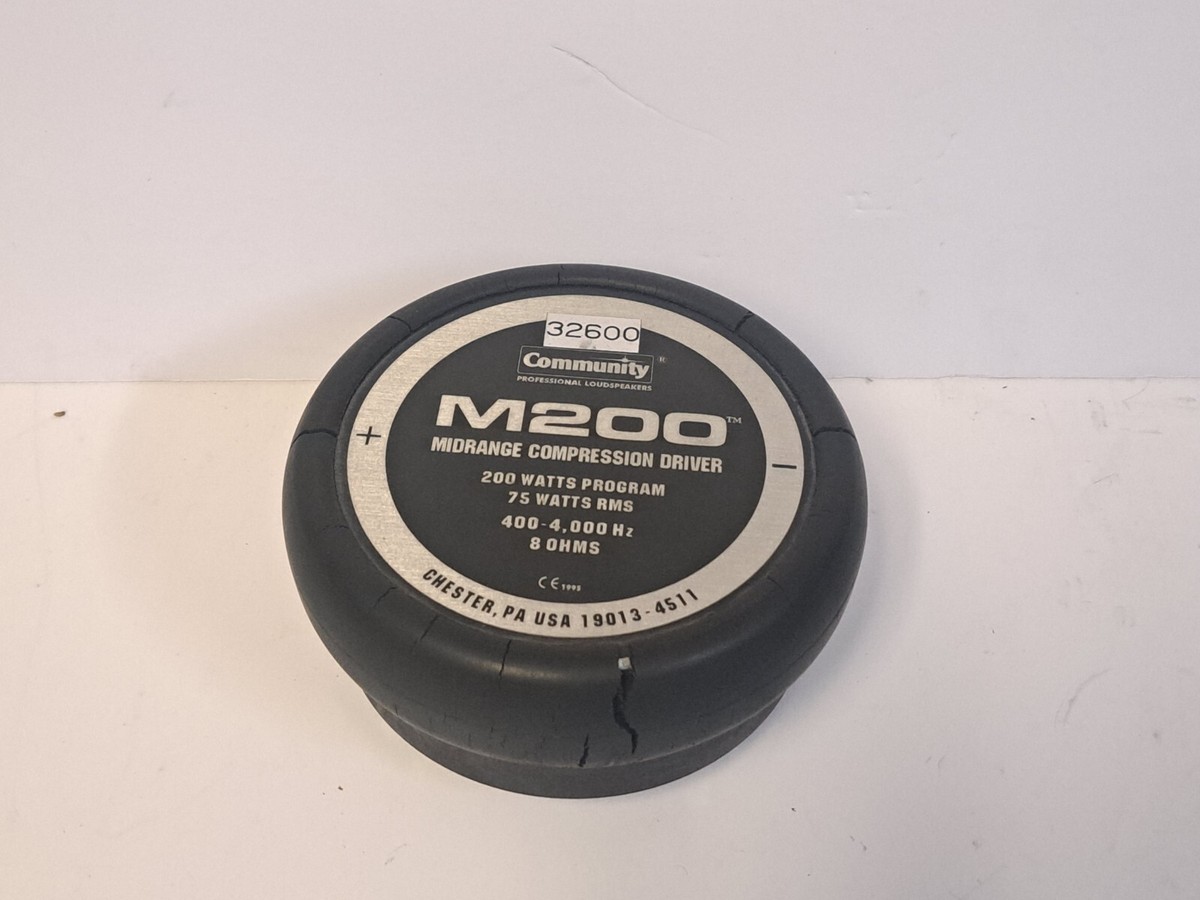 32600
Community®
PROFESSIONAL LOUDSPEAKERS
M200™
MIDRANGE COMPRESSION DRIVER
200 WATTS PROGRAM
75 WATTS RMS
400-4,000 Hz
8 OHMS
+
–
CE 1995
CHESTER, PA USA 19013-4511